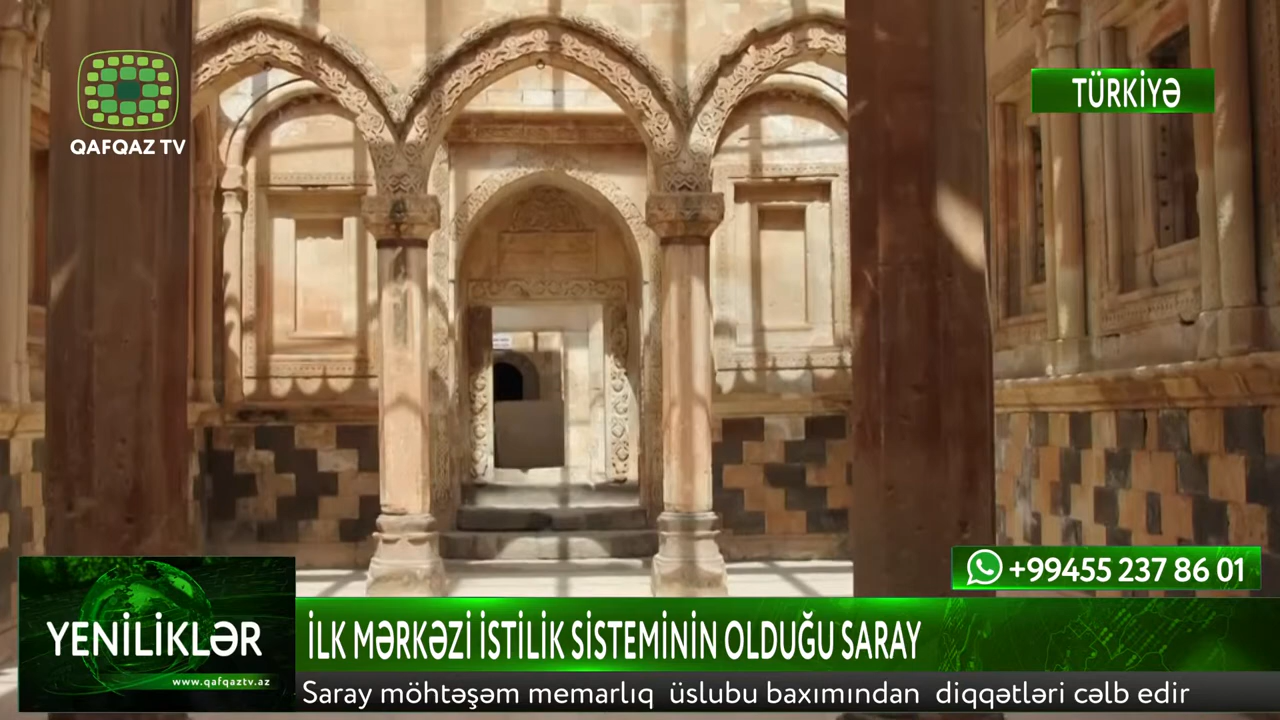 QAFQAZ TV
TÜRKİYƏ
+99455 237 86 01
YENİLİKLƏR
www.qafqaztv.az
İLK MƏRKƏZİ İSTİLİK SİSTEMİNİN OLDUĞU SARAY
Saray möhtəşəm memarlıq üslubu baxımından diqqətləri cəlb edir